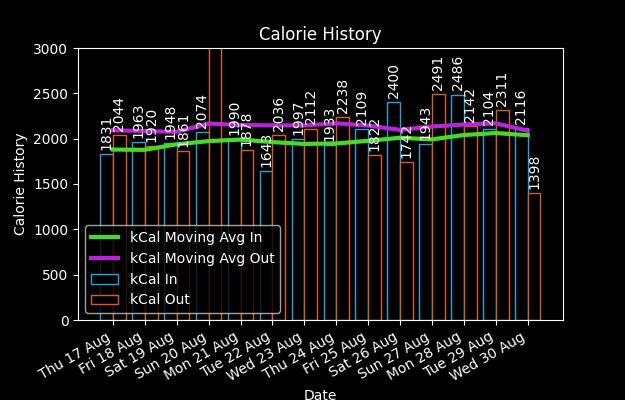 Calorie History
3000
2500
2000
1500
1000
500
0
Calorie History
1831
2044
1963
1920
1948
1861
2074
1990
1878
1643
2036
1997
2112
1933
2238
2109
1822
2400
1742
1943
2491
2486
2142
2104
2311
2116
1398
kCal Moving Avg In
kCal Moving Avg Out
kCal In
kCal Out
Thu 17 Aug
Fri 18 Aug
Sat 19 Aug
Sun 20 Aug
Mon 21 Aug
Tue 22 Aug
Wed 23 Aug
Thu 24 Aug
Fri 25 Aug
Sat 26 Aug
Sun 27 Aug
Mon 28 Aug
Tue 29 Aug
Wed 30 Aug
Date